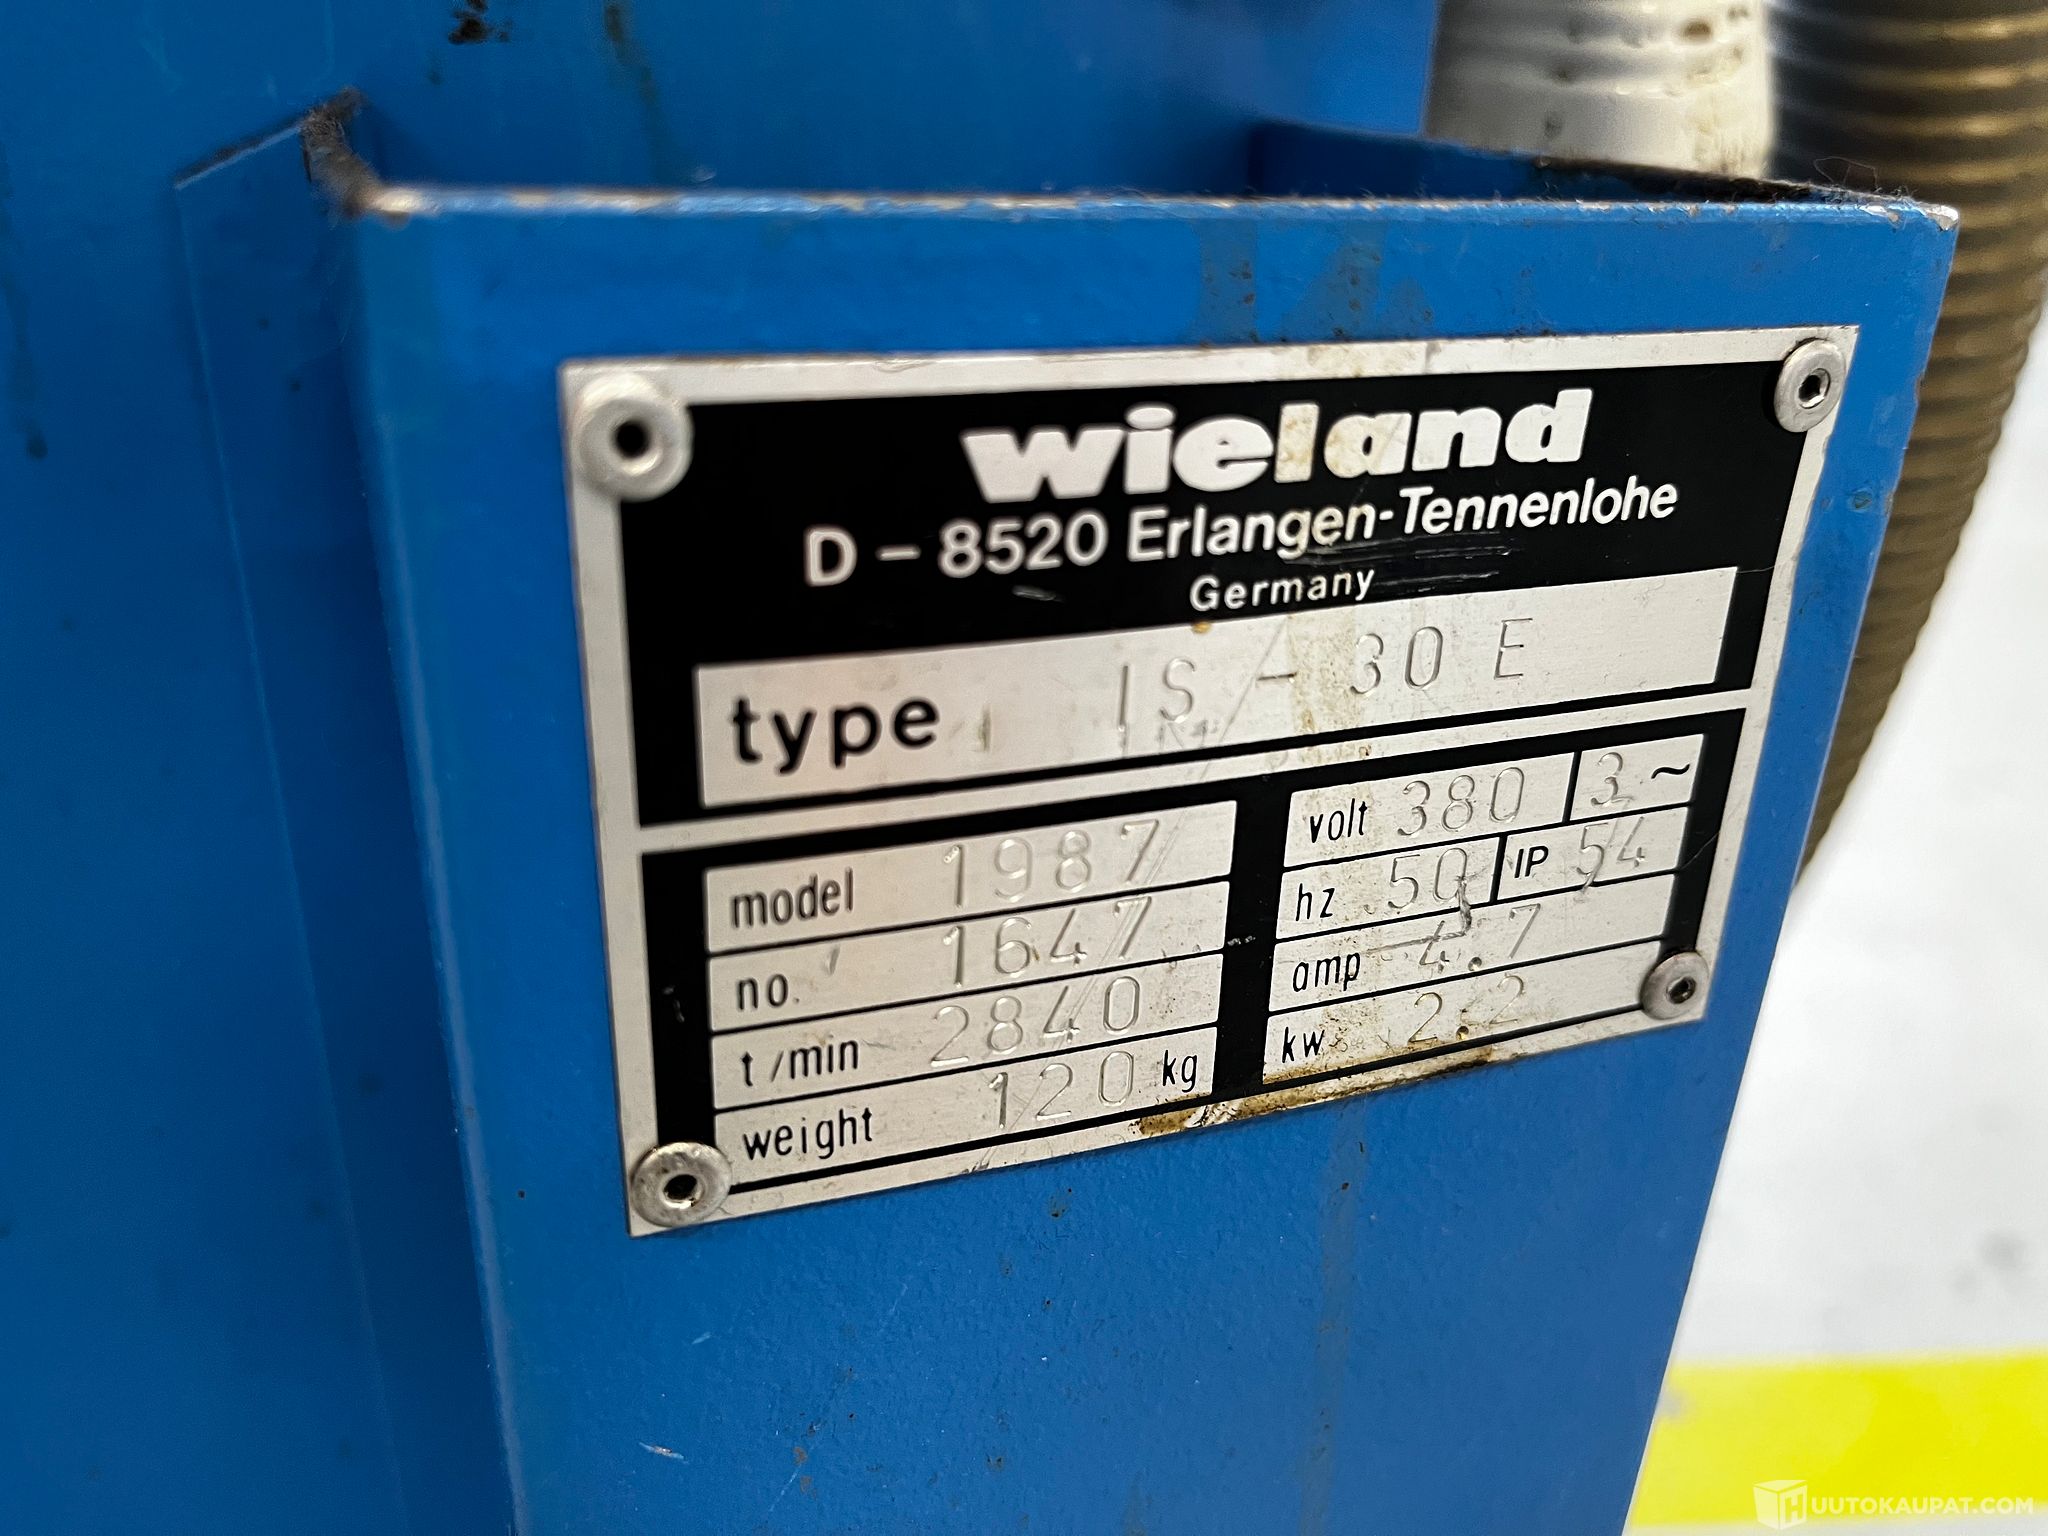 wieland
D-8520 Erlangen-Tennenlohe
Germany
type IS-30 E
model 1987
no. 1647
t/min 2840
weight 120 kg
volt 380 3~
hz 50 IP 54
amp 4.7
kw 2.2
HUUTOKAUPAT.COM